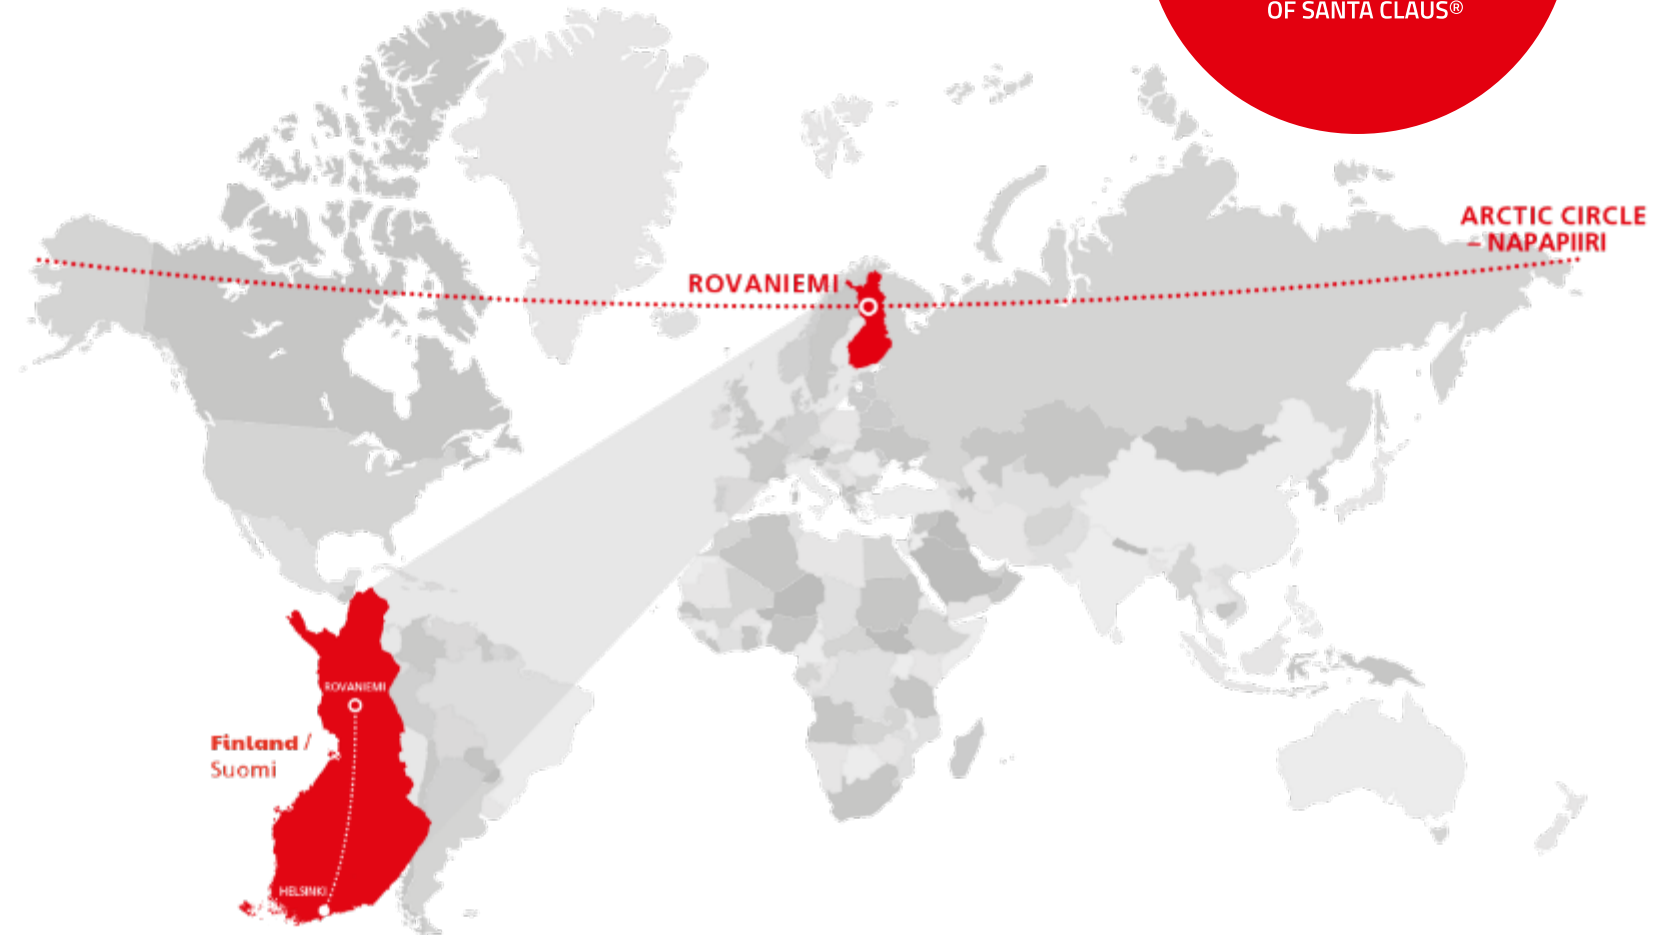 OF SANTA CLAUS®
ARCTIC CIRCLE
– NAPAPIIRI
ROVANIEMI
ROVANIEMI
Finland /
Suomi
HELSINKI